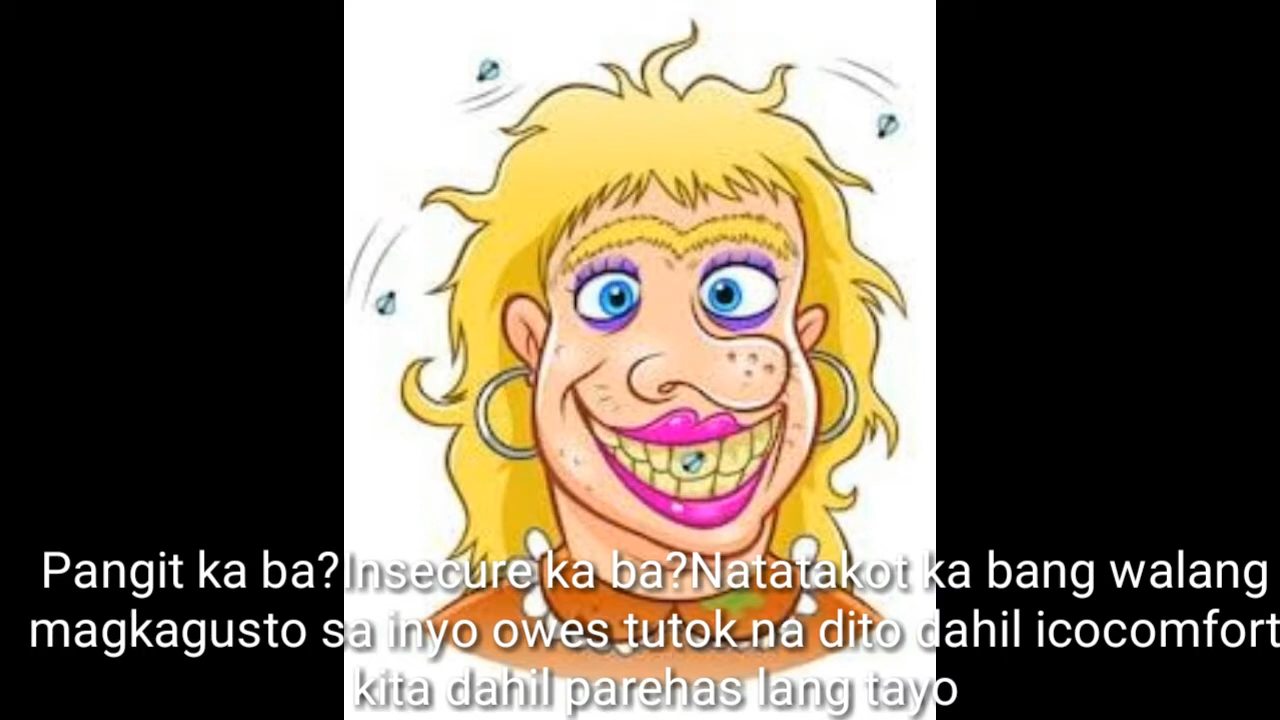 Pangit ka ba?Insecure ka ba?Natatakot ka bang walang
magkagusto sa inyo owes tutok na dito dahil icocomfort
kita dahil parehas lang tayo